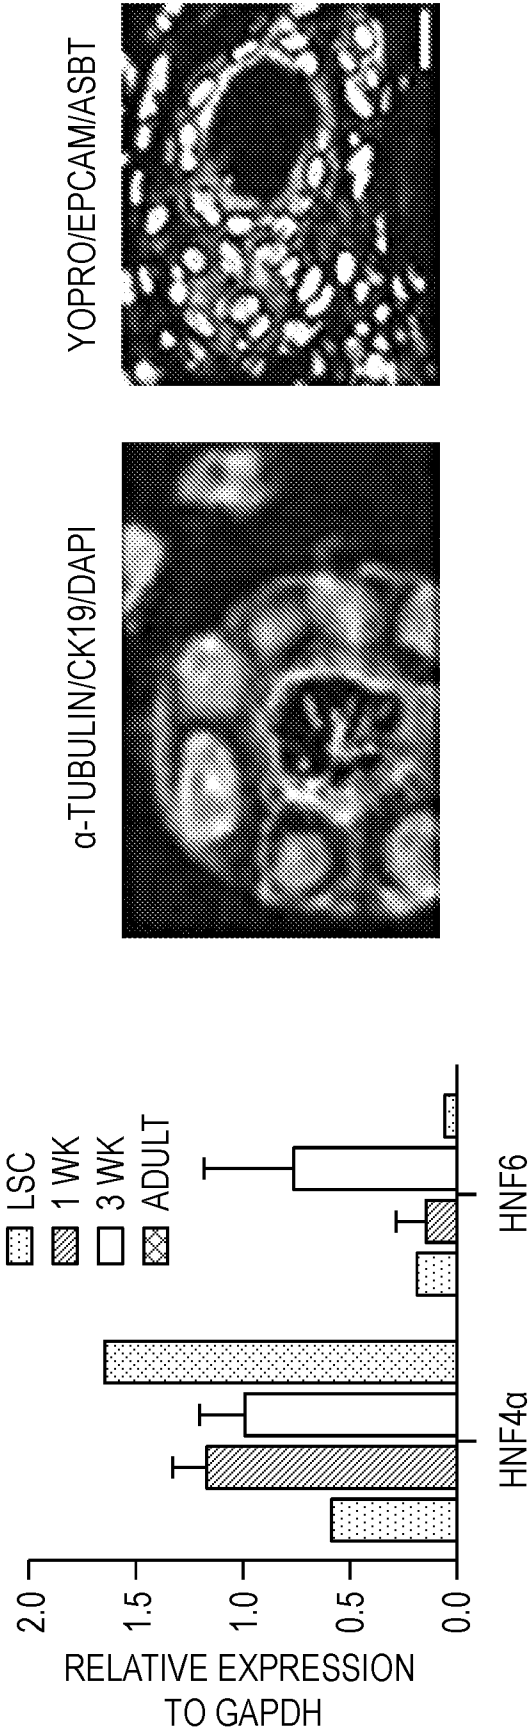 RELATIVE EXPRESSION
TO GAPDH
2.0
1.5
1.0
0.5
0.0
HNF4α
HNF6
LSC
1 WK
3 WK
ADULT
α-TUBULIN/CK19/DAPI
YOPRO/EPCAM/ASBT